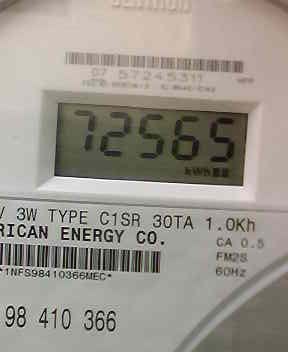 07 57245311
72565
kWh
V 3W TYPE C1SR 30TA 1.0Kh
RICAN ENERGY CO.
CA 0.5
FM2S
60Hz
*1NFS98410366MEC*
98 410 366